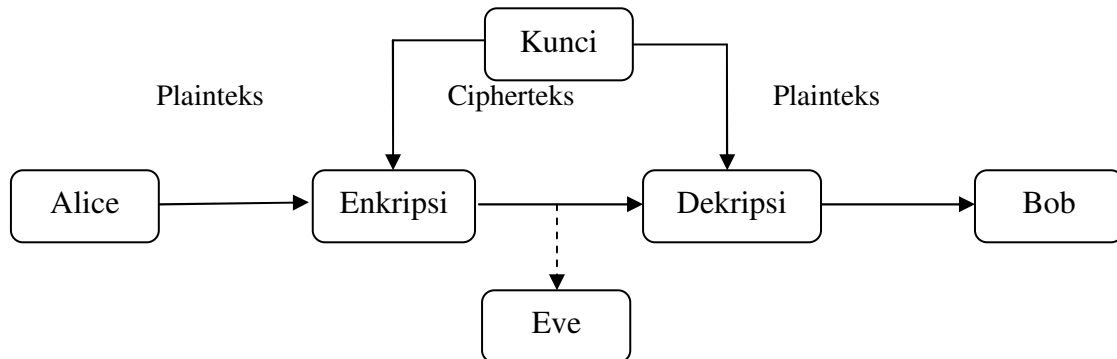 Kunci
Plainteks Cipherteks Plainteks
Alice Enkripsi Dekripsi Bob
Eve